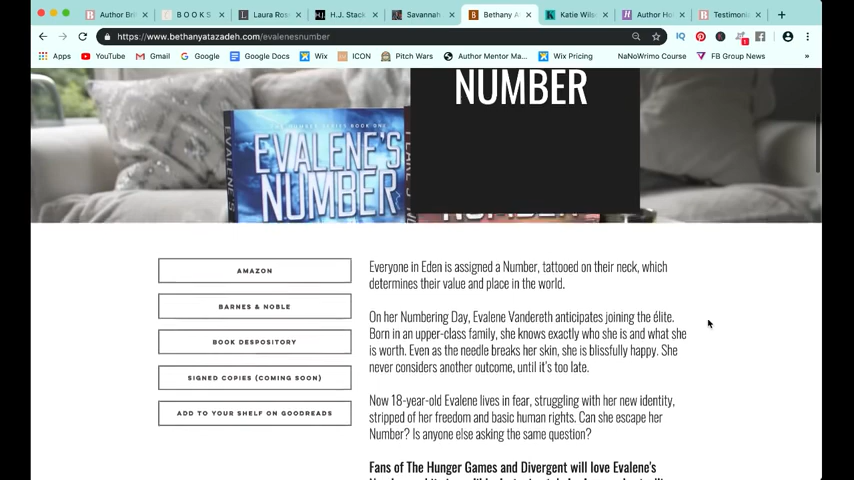 Author Bri
B O O K S
Laura Ros
H.J. Stack
Savannah
Bethany A
Katie Wils
Author Ho
Testimoni
https://www.bethanyatazadeh.com/evalenesnumber
Apps
YouTube
Gmail
Google
Google Docs
Wix
ICON
Pitch Wars
Author Mentor Ma...
Wix Pricing
NaNoWrimo Course
FB Group News
NUMBER
THE NUMBER SERIES BOOK ONE
EVALENE'S
NUMBER
EVALENE'S
AMAZON
BARNES & NOBLE
BOOK DESPOSITORY
SIGNED COPIES (COMING SOON)
ADD TO YOUR SHELF ON GOODREADS
Everyone in Eden is assigned a Number, tattooed on their neck, which
determines their value and place in the world.
On her Numbering Day, Evalene Vandereth anticipates joining the élite.
Born in an upper-class family, she knows exactly who she is and what she
is worth. Even as the needle breaks her skin, she is blissfully happy. She
never considers another outcome, until it's too late.
Now 18-year-old Evalene lives in fear, struggling with her new identity,
stripped of her freedom and basic human rights. Can she escape her
Number? Is anyone else asking the same question?
Fans of The Hunger Games and Divergent will love Evalene's